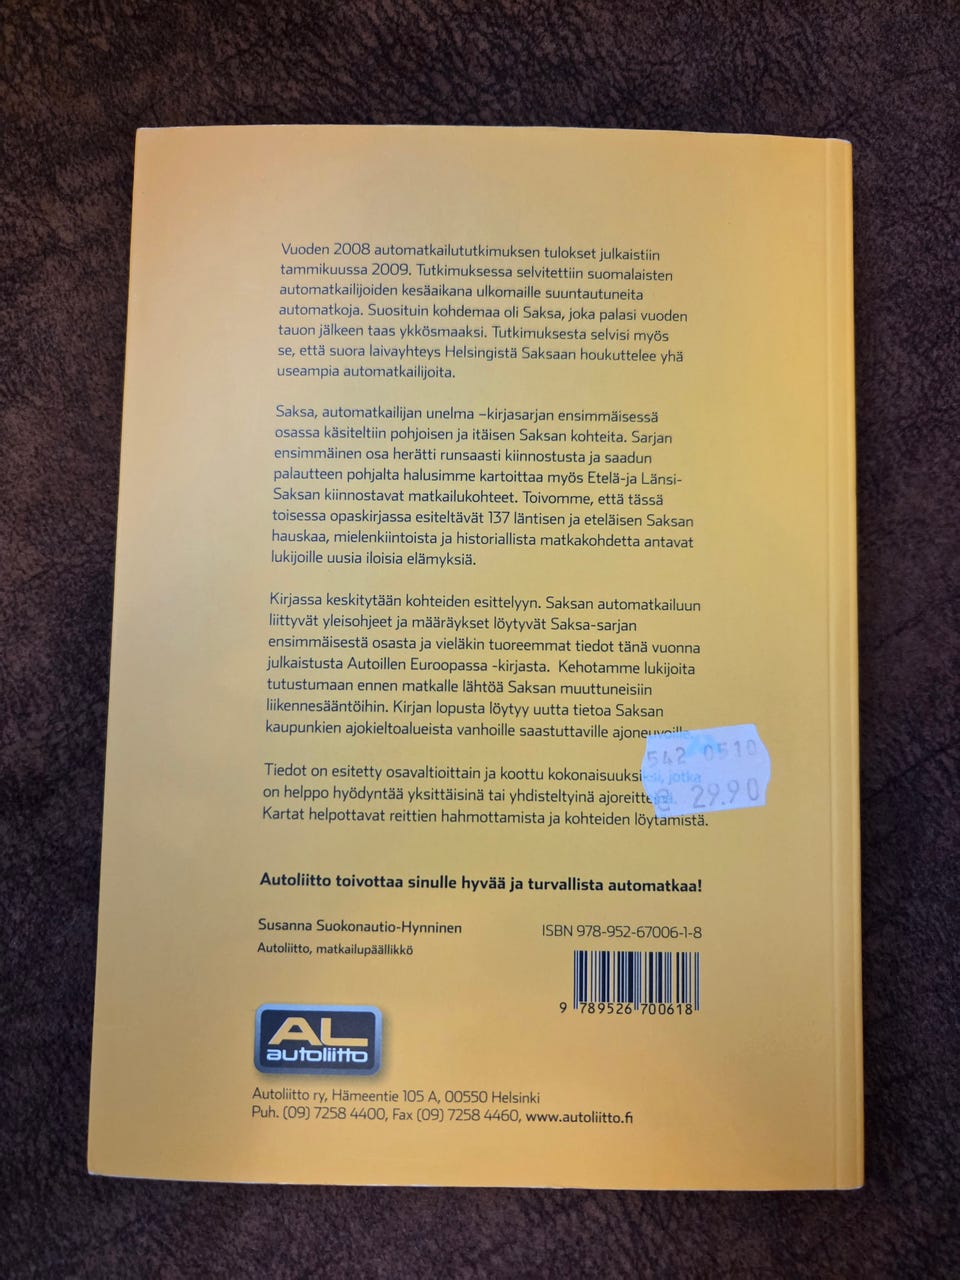 Vuoden 2008 automatkailututkimuksen tulokset julkaistiin
tammikuussa 2009. Tutkimuksessa selvitettiin suomalaisten
automatkailijoiden kesäaikana ulkomaille suuntautuneita
automatkoja. Suosituin kohdemaa oli Saksa, joka palasi vuoden
tauon jälkeen taas ykkösmaaksi. Tutkimuksesta selvisi myös
se, että suora laivayhteys Helsingistä Saksaan houkuttelee yhä
useampia automatkailijoita.
Saksa, automatkailijan unelma –kirjasarjan ensimmäisessä
osassa käsiteltiin pohjoisen ja itäisen Saksan kohteita. Sarjan
ensimmäinen osa herätti runsaasti kiinnostusta ja saadun
palautteen pohjalta halusimme kartoittaa myös Etelä-ja Länsi-
Saksan kiinnostavat matkailukohteet. Toivomme, että tässä
toisessa opaskirjassa esiteltävät 137 läntisen ja eteläisen Saksan
hauskaa, mielenkiintoista ja historiallista matkakohdetta antavat
lukijoille uusia iloisia elämyksiä.
Kirjassa keskitytään kohteiden esittelyyn. Saksan automatkailuun
liittyvät yleisohjeet ja määräykset löytyvät Saksa-sarjan
ensimmäisestä osasta ja vieläkin tuoreemmat tiedot tänä vuonna
julkaistusta Autoillen Euroopassa -kirjasta. Kehotamme lukijoita
tutustumaan ennen matkalle lähtöä Saksan muuttuneisiin
liikennesääntöihin. Kirjan lopusta löytyy uutta tietoa Saksan
kaupunkien ajokieltoalueista vanhoille saastuttaville ajoneuvoille.
542 0510
Tiedot on esitetty osavaltioittain ja koottu kokonaisuuksiksi, jotka
on helppo hyödyntää yksittäisinä tai yhdisteltyinä ajoreitteinä.
€ 29.90
Kartat helpottavat reittien hahmottamista ja kohteiden löytämistä.
Autoliitto toivottaa sinulle hyvää ja turvallista automatkaa!
Susanna Suokonautio-Hynninen
Autoliitto, matkailupäällikkö
ISBN 978-952-67006-1-8
9 789526 700618
AL
autoliitto
Autoliitto ry, Hämeentie 105 A, 00550 Helsinki
Puh. (09) 7258 4400, Fax (09) 7258 4460, www.autoliitto.fi